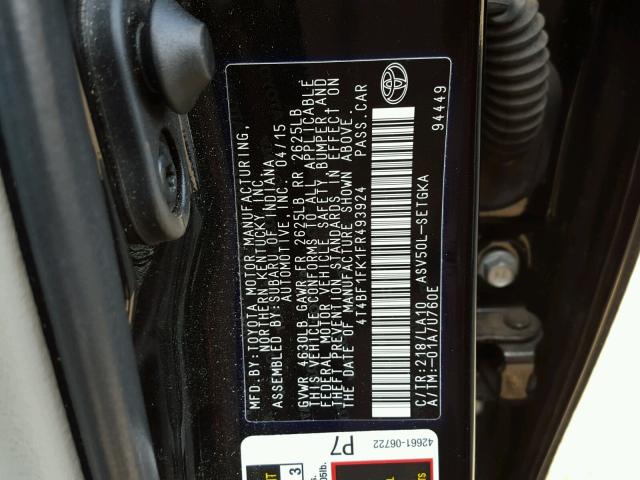 MFD. BY:TOYOTA MOTOR MANUFACTURING,
NORTHERN KENTUCKY, INC.
ASSEMBLED BY:SUBARU OF INDIANA
AUTOMOTIVE, INC. 04/15
GVWR 4630LB GAWR-FR 2625LB RR 2625LB
THIS VEHICLE CONFORMS TO ALL APPLICABLE
FEDERAL MOTOR VEHICLE SAFETY, BUMPER AND
THEFT PREVENTION STANDARDS IN EFFECT ON
THE DATE OF MANUFACTURE SHOWN ABOVE.
4T4BF1FK1FR493924 PASS.CAR
C/TR:218/LA10 ASV50L-SETGKA
A/TM:-01A/U760E
94449
42661-06722
P7
3